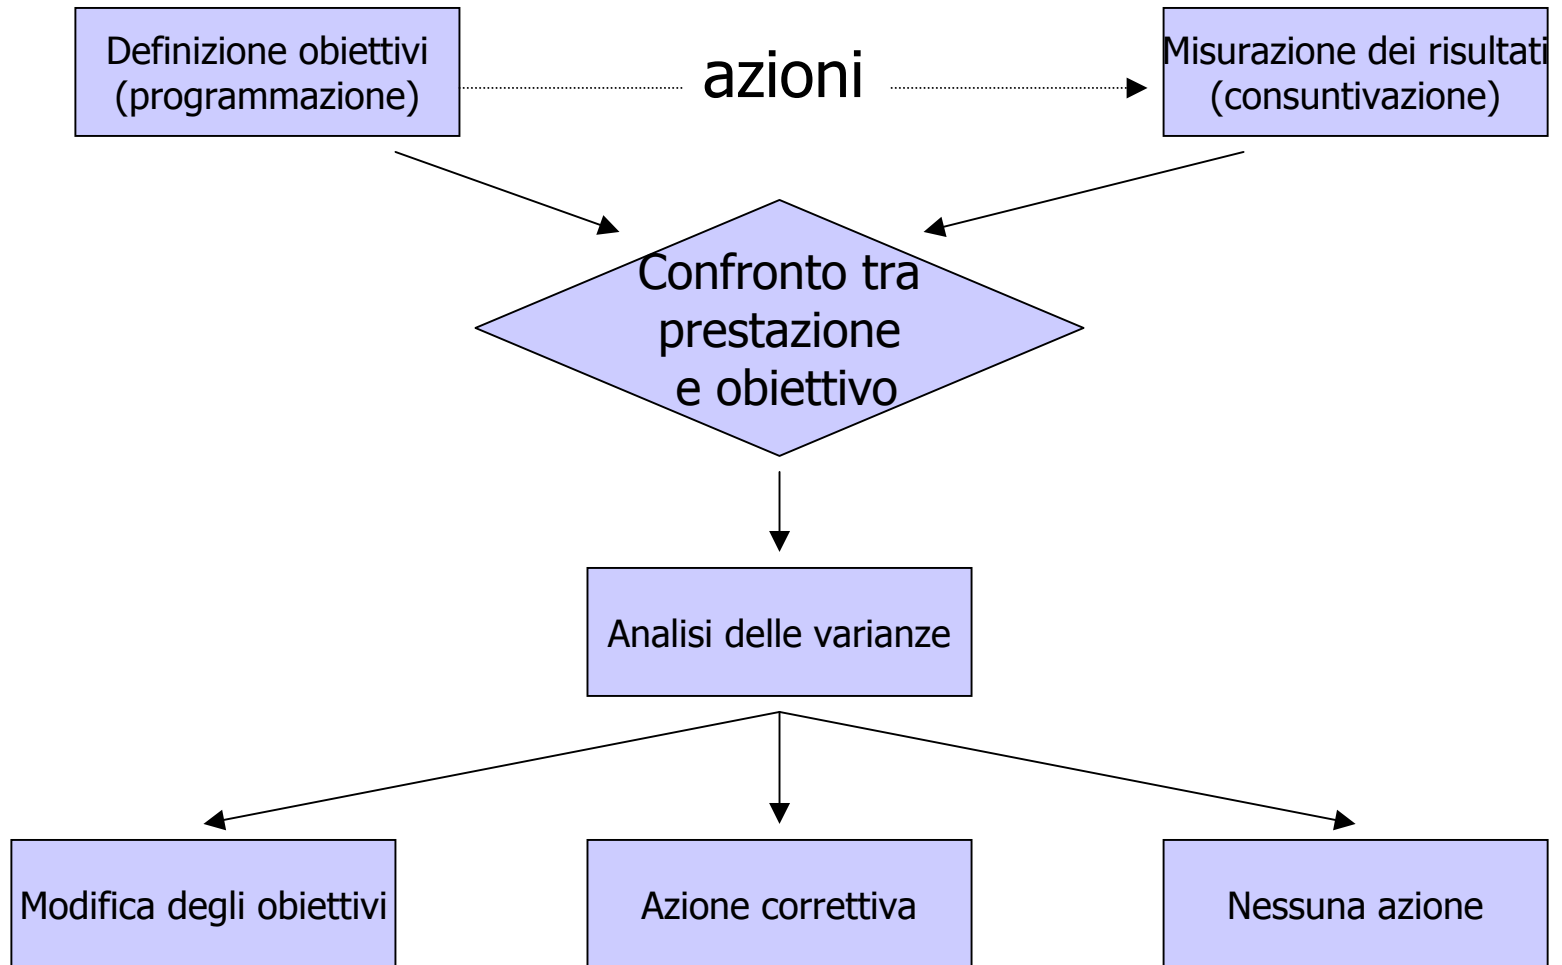 Definizione obiettivi
(programmazione)
azioni
Misurazione dei risultati
(consuntivazione)
Confronto tra
prestazione
e obiettivo
Analisi delle varianze
Modifica degli obiettivi
Azione correttiva
Nessuna azione